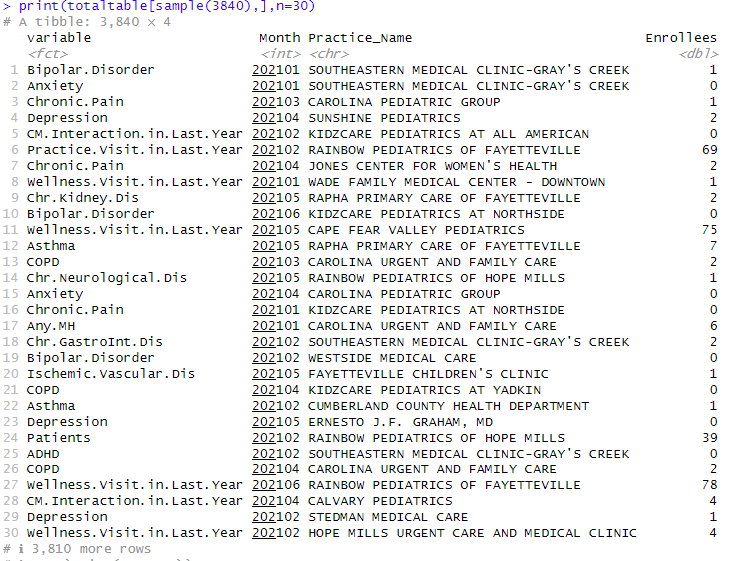 > print(totaltable[sample(3840),],n=30)
# A tibble: 3,840 × 4
variable Month Practice_Name Enrollees
<fct> <int> <chr> <dbl>
1 Bipolar.Disorder 202101 SOUTHEASTERN MEDICAL CLINIC-GRAY'S CREEK 1
2 Anxiety 202101 SOUTHEASTERN MEDICAL CLINIC-GRAY'S CREEK 0
3 Chronic.Pain 202103 CAROLINA PEDIATRIC GROUP 1
4 Depression 202104 SUNSHINE PEDIATRICS 2
5 CM.Interaction.in.Last.Year 202102 KIDZCARE PEDIATRICS AT ALL AMERICAN 0
6 Practice.Visit.in.Last.Year 202102 RAINBOW PEDIATRICS OF FAYETTEVILLE 69
7 Chronic.Pain 202104 JONES CENTER FOR WOMEN'S HEALTH 2
8 Wellness.Visit.in.Last.Year 202101 WADE FAMILY MEDICAL CENTER - DOWNTOWN 1
9 Chr.Kidney.Dis 202105 RAPHA PRIMARY CARE OF FAYETTEVILLE 2
10 Bipolar.Disorder 202106 KIDZCARE PEDIATRICS AT NORTHSIDE 0
11 Wellness.Visit.in.Last.Year 202105 CAPE FEAR VALLEY PEDIATRICS 75
12 Asthma 202105 RAPHA PRIMARY CARE OF FAYETTEVILLE 7
13 COPD 202103 CAROLINA URGENT AND FAMILY CARE 2
14 Chr.Neurological.Dis 202105 RAINBOW PEDIATRICS OF HOPE MILLS 1
15 Anxiety 202104 CAROLINA PEDIATRIC GROUP 0
16 Chronic.Pain 202101 KIDZCARE PEDIATRICS AT NORTHSIDE 0
17 Any.MH 202101 CAROLINA URGENT AND FAMILY CARE 6
18 Chr.GastroInt.Dis 202102 SOUTHEASTERN MEDICAL CLINIC-GRAY'S CREEK 2
19 Bipolar.Disorder 202102 WESTSIDE MEDICAL CARE 0
20 Ischemic.Vascular.Dis 202105 FAYETTEVILLE CHILDREN'S CLINIC 1
21 COPD 202104 KIDZCARE PEDIATRICS AT YADKIN 0
22 Asthma 202102 CUMBERLAND COUNTY HEALTH DEPARTMENT 1
23 Depression 202105 ERNESTO J.F. GRAHAM, MD 0
24 Patients 202102 RAINBOW PEDIATRICS OF HOPE MILLS 39
25 ADHD 202102 SOUTHEASTERN MEDICAL CLINIC-GRAY'S CREEK 0
26 COPD 202104 CAROLINA URGENT AND FAMILY CARE 2
27 Wellness.Visit.in.Last.Year 202106 RAINBOW PEDIATRICS OF FAYETTEVILLE 78
28 CM.Interaction.in.Last.Year 202104 CALVARY PEDIATRICS 4
29 Depression 202102 STEDMAN MEDICAL CARE 1
30 Wellness.Visit.in.Last.Year 202102 HOPE MILLS URGENT CARE AND MEDICAL CLINIC 4
# ℹ 3,810 more rows